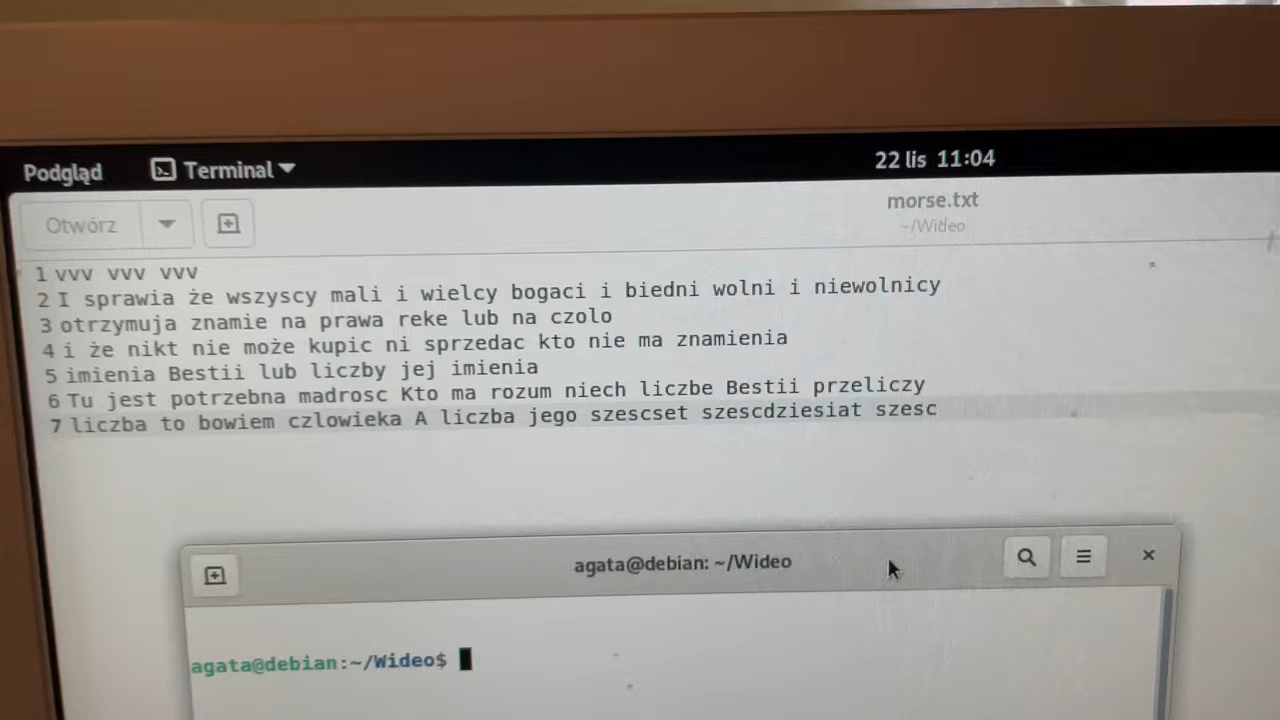 Podgląd Terminal 22 lis 11:04
Otwórz morse.txt
~/Wideo
1 vvv vvv vvv
2 I sprawia że wszyscy mali i wielcy bogaci i biedni wolni i niewolnicy
3 otrzymuja znamie na prawa reke lub na czolo
4 i że nikt nie może kupic ni sprzedac kto nie ma znamienia
5 imienia Bestii lub liczby jej imienia
6 Tu jest potrzebna madrosc Kto ma rozum niech liczbe Bestii przeliczy
7 liczba to bowiem czlowieka A liczba jego szescset szescdziesiat szesc
agata@debian: ~/Wideo
agata@debian:~/Wideo$